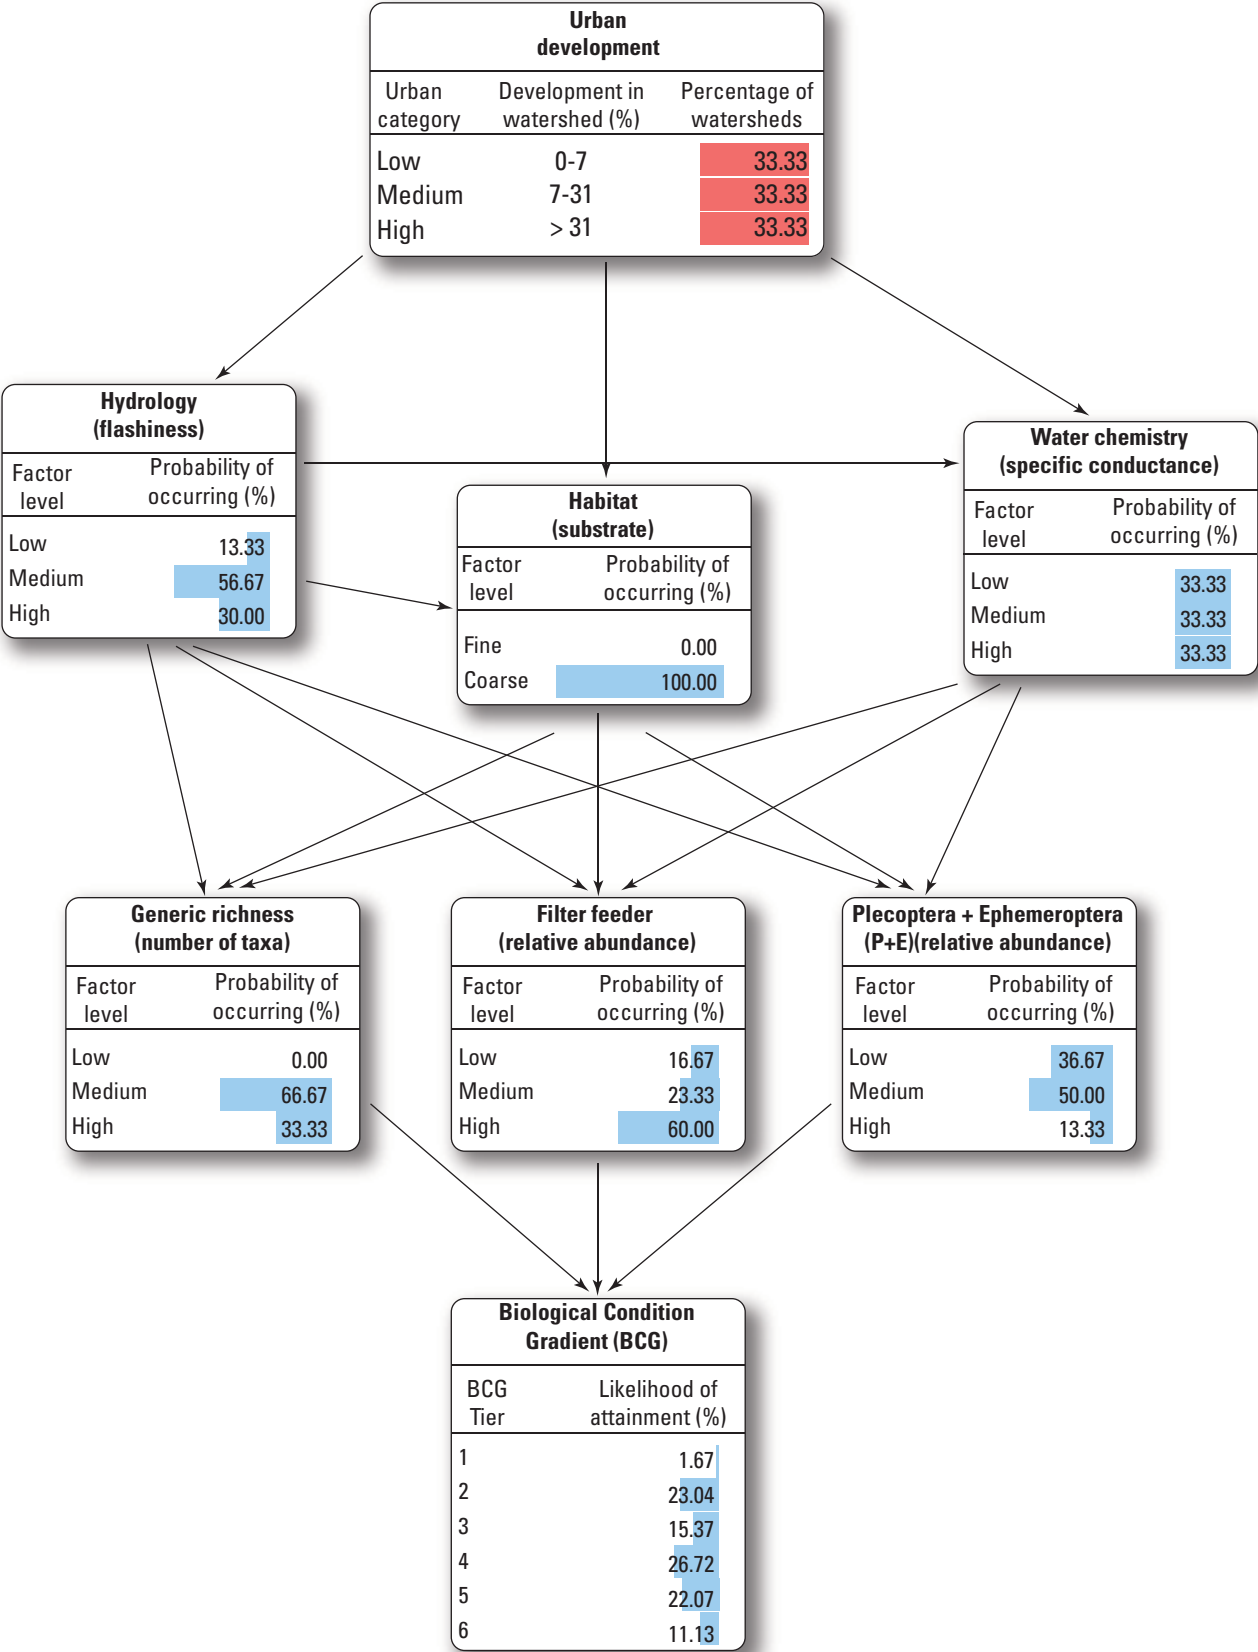 Urban
development
Urban category Development in watershed (%) Percentage of watersheds
Low 0-7 33.33
Medium 7-31 33.33
High > 31 33.33
Hydrology
(flashiness)
Factor level Probability of occurring (%)
Low 13.33
Medium 56.67
High 30.00
Habitat
(substrate)
Factor level Probability of occurring (%)
Fine 0.00
Coarse 100.00
Water chemistry
(specific conductance)
Factor level Probability of occurring (%)
Low 33.33
Medium 33.33
High 33.33
Generic richness
(number of taxa)
Factor level Probability of occurring (%)
Low 0.00
Medium 66.67
High 33.33
Filter feeder
(relative abundance)
Factor level Probability of occurring (%)
Low 16.67
Medium 23.33
High 60.00
Plecoptera + Ephemeroptera
(P+E)(relative abundance)
Factor level Probability of occurring (%)
Low 36.67
Medium 50.00
High 13.33
Biological Condition
Gradient (BCG)
BCG Tier Likelihood of attainment (%)
1 1.67
2 23.04
3 15.37
4 26.72
5 22.07
6 11.13